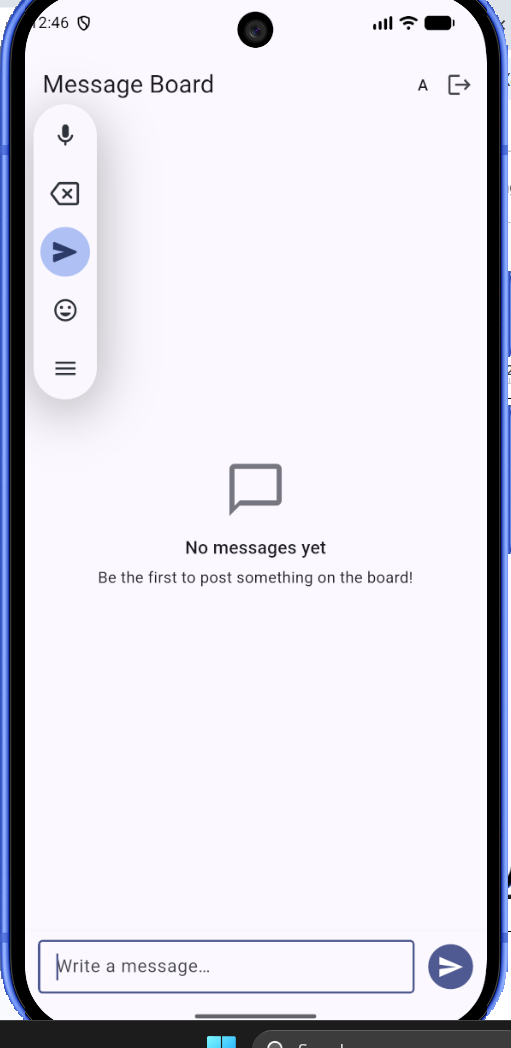 12:46
Message Board
A
No messages yet
Be the first to post something on the board!
Write a message…